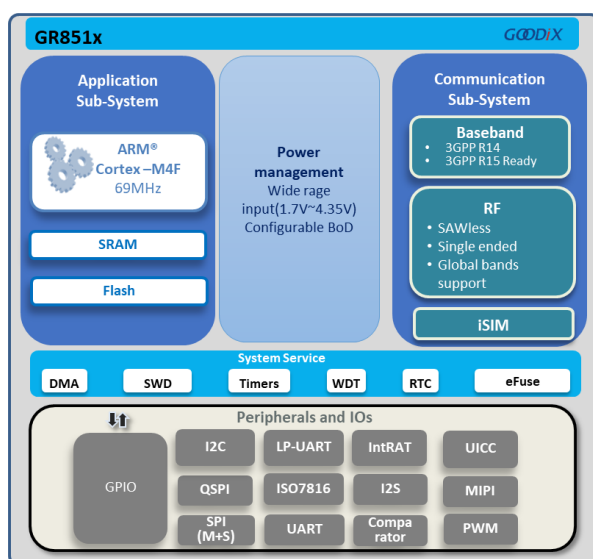 GR851x
GOODiX
Application
Sub-System
ARM®
Cortex –M4F
69MHz
SRAM
Flash
Power
management
Wide rage
input(1.7V~4.35V)
Configurable BoD
Communication
Sub-System
Baseband
• 3GPP R14
• 3GPP R15 Ready
RF
• SAWless
• Single ended
• Global bands
support
iSIM
System Service
DMA
SWD
Timers
WDT
RTC
eFuse
Peripherals and IOs
GPIO
I2C
LP-UART
IntRAT
UICC
QSPI
ISO7816
I2S
MIPI
SPI
(M+S)
UART
Compa
rator
PWM